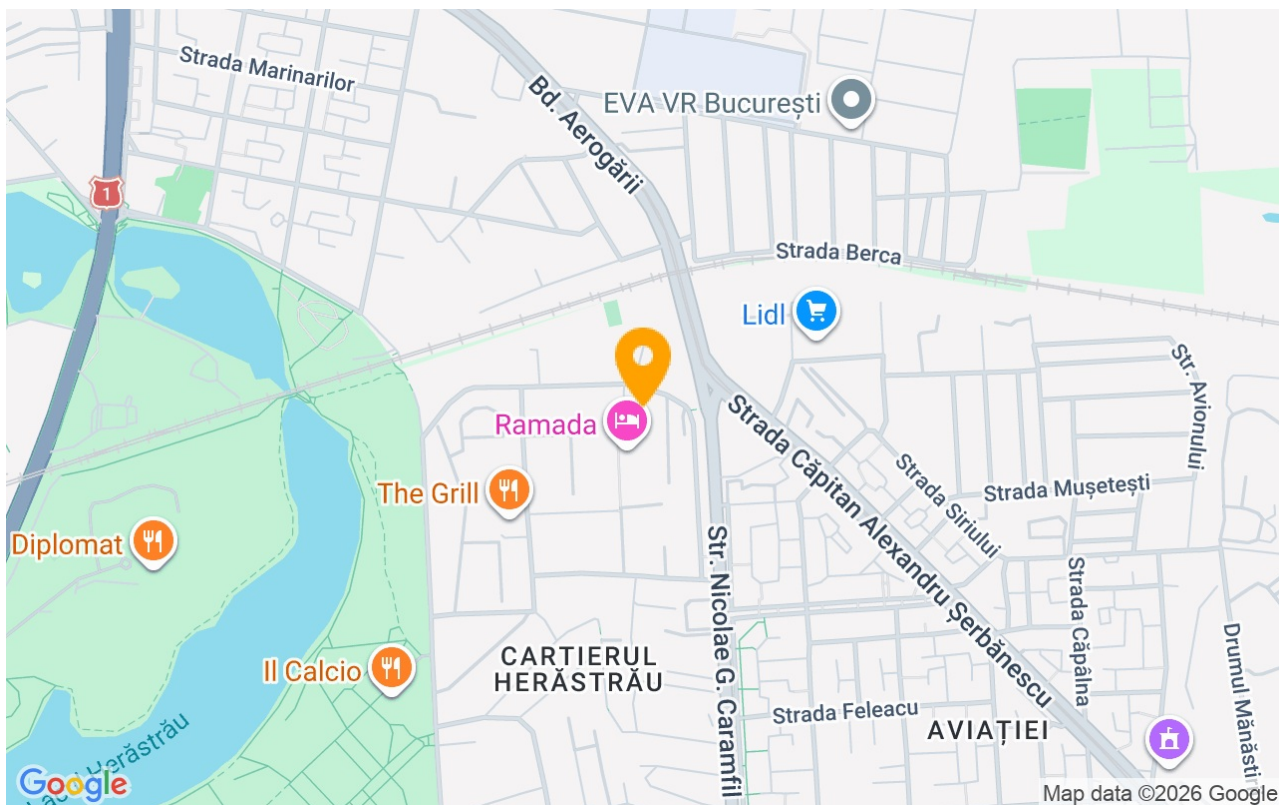 Strada Marinarilor
Bd. Aerogării
EVA VR București
1
Strada Berca
Lidl
Str. Avionului
Ramada
Strada Căpitan Alexandru Șerbănescu
The Grill
Strada Siriului
Strada Mușetești
Diplomat
Str. Nicolae G. Caramfil
Strada Căpâlna
Drumul Mănăstir
CARTIERUL
HERĂSTRĂU
Il Calcio
Strada Feleacu
AVIAȚIEI
Herăstrău
Google
Map data ©2026 Google